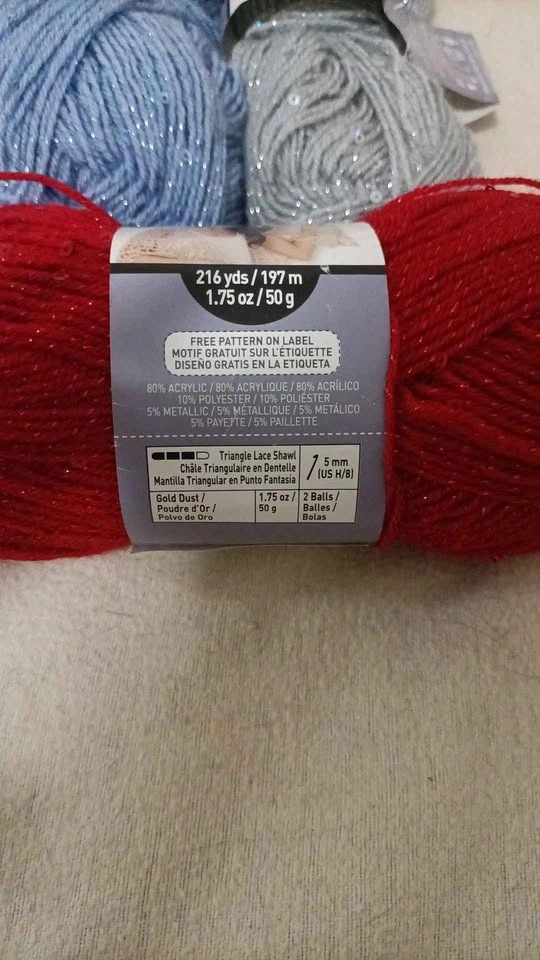 216 yds / 197 m
1.75 oz / 50 g
FREE PATTERN ON LABEL
MOTIF GRATUIT SUR L'ÉTIQUETTE
DISEÑO GRATIS EN LA ETIQUETA
80% ACRYLIC / 80% ACRYLIQUE / 80% ACRÍLICO
10% POLYESTER / 10% POLIÉSTER
5% METALLIC / 5% MÉTALLIQUE / 5% METÁLICO
5% PAYETTE / 5% PAILLETTE
Triangle Lace Shawl
Châle Triangulaire en Dentelle
Mantilla Triangular en Punto Fantasia
5 mm
(US H/8)
Gold Dust /
Poudre d'Or /
Polvo de Oro
1.75 oz /
50 g
2 Balls /
Balles /
Bolas